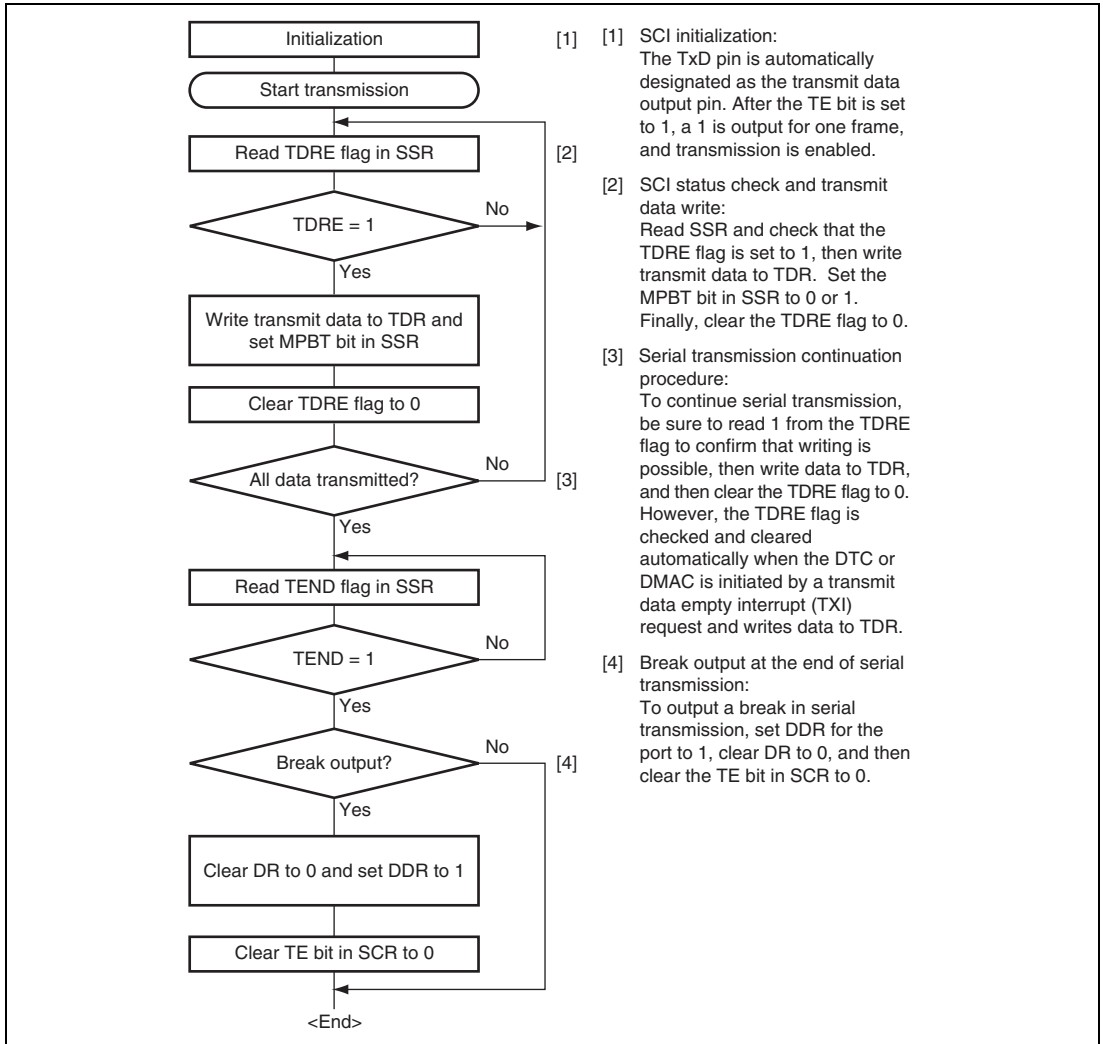 Initialization [1]
Start transmission
Read TDRE flag in SSR [2]
TDRE = 1
No
Yes
Write transmit data to TDR and
set MPBT bit in SSR
Clear TDRE flag to 0
All data transmitted?
No
[3]
Yes
Read TEND flag in SSR
TEND = 1
No
Yes
Break output?
No
[4]
Yes
Clear DR to 0 and set DDR to 1
Clear TE bit in SCR to 0
<End>
[1] SCI initialization:
The TxD pin is automatically
designated as the transmit data
output pin. After the TE bit is set
to 1, a 1 is output for one frame,
and transmission is enabled.
[2] SCI status check and transmit
data write:
Read SSR and check that the
TDRE flag is set to 1, then write
transmit data to TDR.  Set the
MPBT bit in SSR to 0 or 1.
Finally, clear the TDRE flag to 0.
[3] Serial transmission continuation
procedure:
To continue serial transmission,
be sure to read 1 from the TDRE
flag to confirm that writing is
possible, then write data to TDR,
and then clear the TDRE flag to 0.
However, the TDRE flag is
checked and cleared
automatically when the DTC or
DMAC is initiated by a transmit
data empty interrupt (TXI)
request and writes data to TDR.
[4] Break output at the end of serial
transmission:
To output a break in serial
transmission, set DDR for the
port to 1, clear DR to 0, and then
clear the TE bit in SCR to 0.